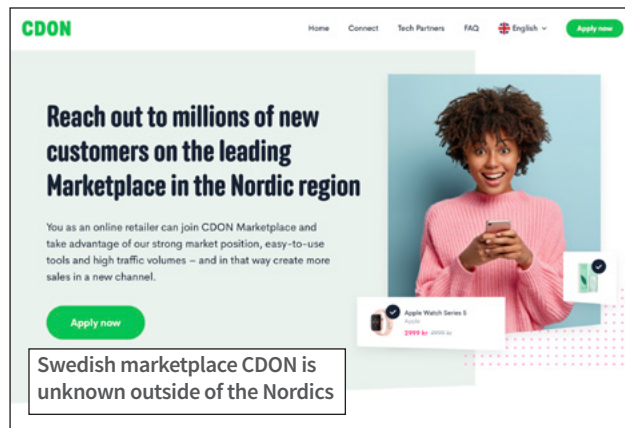 CDON
Home Connect Tech Partners FAQ English Apply now
Reach out to millions of new
customers on the leading
Marketplace in the Nordic region
You as an online retailer can join CDON Marketplace and
take advantage of our strong market position, easy-to-use
tools and high traffic volumes – and in that way create more
sales in a new channel.
Apply now
Apple Watch Series 5
Apple
2999 kr
Swedish marketplace CDON is
unknown outside of the Nordics